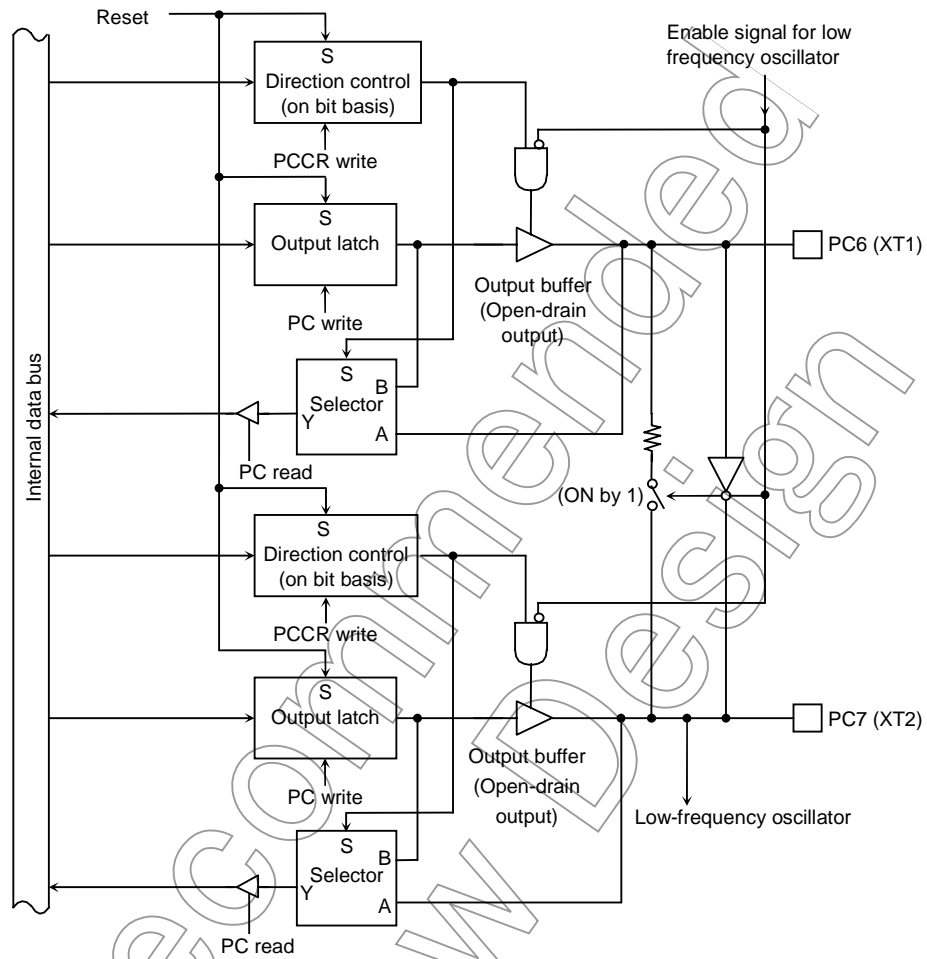 Reset
Enable signal for low
frequency oscillator
S
Direction control
(on bit basis)
PCCR write
S
Output latch
PC6 (XT1)
Output buffer
(Open-drain
output)
PC write
S
B
Selector
Y
A
PC read
Internal data bus
(ON by 1)
S
Direction control
(on bit basis)
PCCR write
S
Output latch
PC7 (XT2)
Output buffer
(Open-drain
output)
PC write
Low-frequency oscillator
S
B
Selector
Y
A
PC read
ecommended
w Design